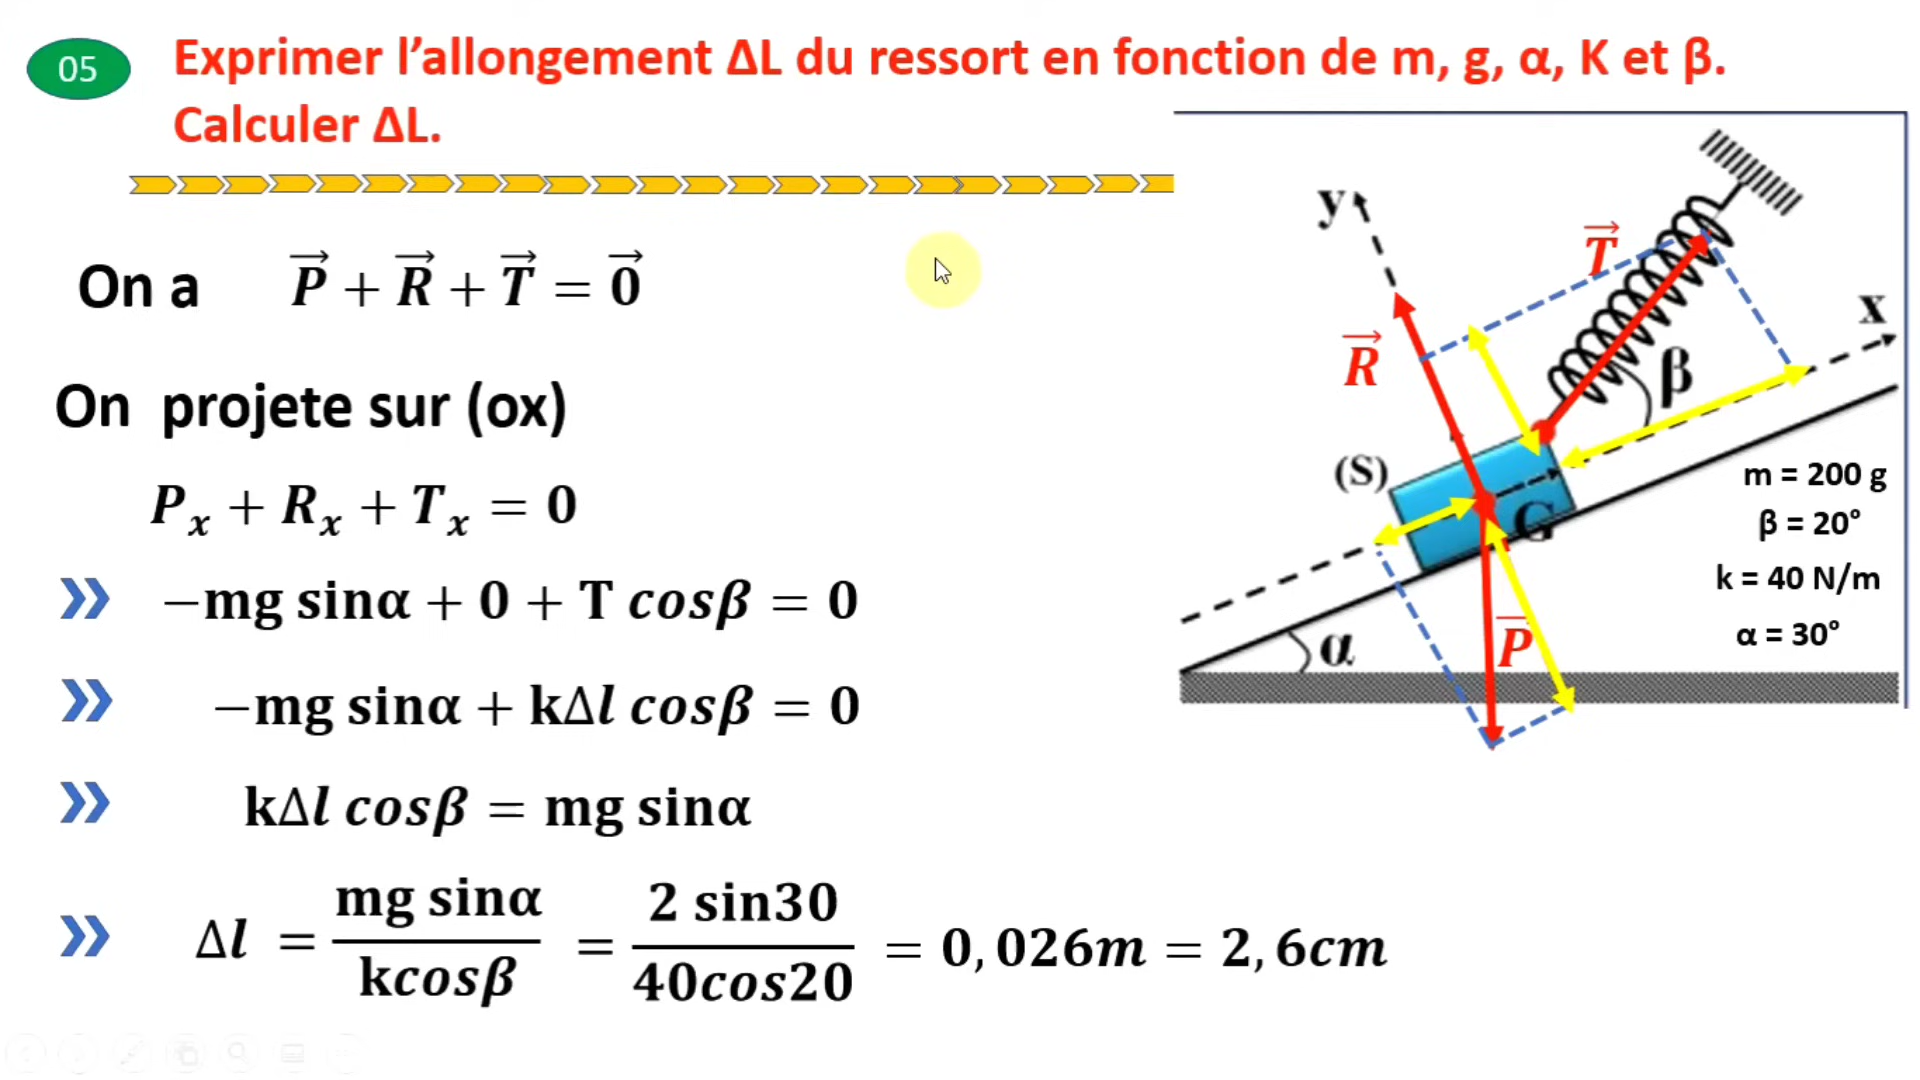 05
Exprimer l’allongement ΔL du ressort en fonction de m, g, α, K et β.
Calculer ΔL.
On a P⃗ + R⃗ + T⃗ = 0⃗
On projete sur (ox)
Pₓ + Rₓ + Tₓ = 0
−mg sinα + 0 + T cosβ = 0
−mg sinα + kΔl cosβ = 0
kΔl cosβ = mg sinα
Δl = mg sinα / kcosβ = 2 sin30 / 40cos20 = 0,026m = 2,6cm
y
T⃗
x
R⃗
β
(S)
G
m = 200 g
β = 20°
k = 40 N/m
α = 30°
P⃗
α